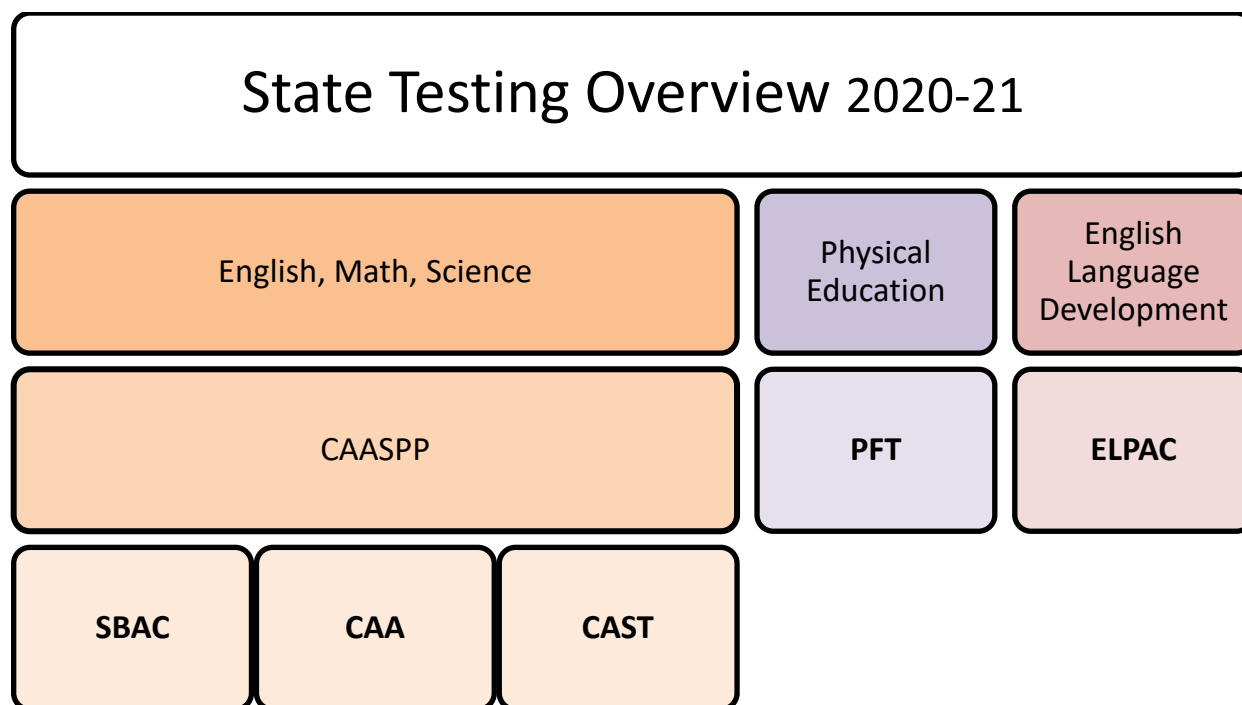 State Testing Overview 2020-21
English, Math, Science
Physical
Education
English
Language
Development
CAASPP
PFT
ELPAC
SBAC
CAA
CAST